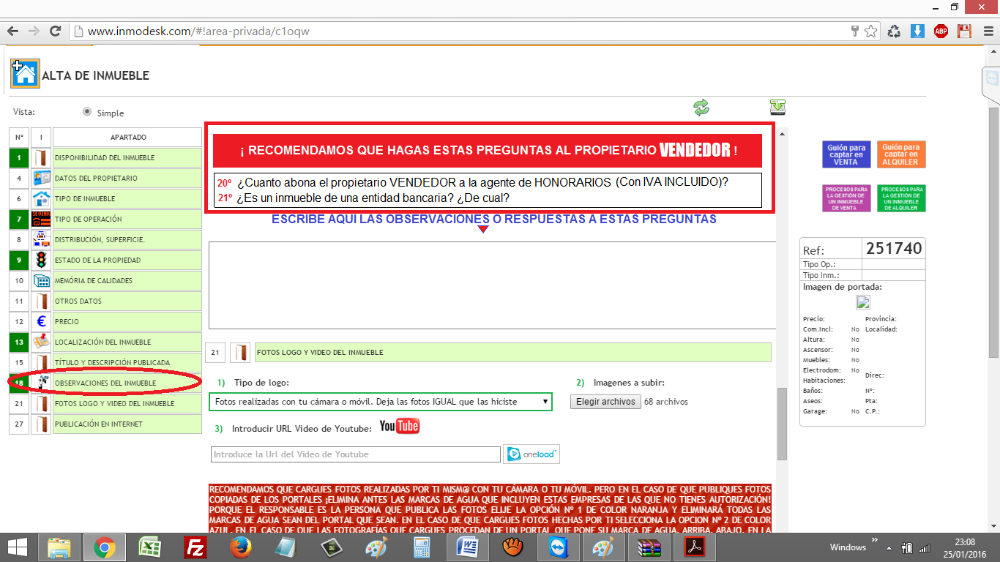 www.inmodesk.com/#!area-privada/c1oqw
ABP
ALTA DE INMUEBLE
Vista:
Simple
Nº I APARTADO
1 DISPONIBILIDAD DEL INMUEBLE
4 DATOS DEL PROPIETARIO
6 TIPO DE INMUEBLE
7 TIPO DE OPERACIÓN
8 DISTRIBUCIÓN, SUPERFICIE.
9 ESTADO DE LA PROPIEDAD
10 MEMÓRIA DE CALIDADES
11 OTROS DATOS
12 € PRECIO
13 LOCALIZACIÓN DEL INMUEBLE
15 TÍTULO Y DESCRIPCIÓN PUBLICADA
18 OBSERVACIONES DEL INMUEBLE
21 FOTOS LOGO Y VIDEO DEL INMUEBLE
27 PUBLICACIÓN EN INTERNET
¡ RECOMENDAMOS QUE HAGAS ESTAS PREGUNTAS AL PROPIETARIO VENDEDOR !
20º ¿Cuanto abona el propietario VENDEDOR a la agente de HONORARIOS (Con IVA INCLUIDO)?
21º ¿Es un inmueble de una entidad bancaria? ¿De cual?
ESCRIBE AQUI LAS OBSERVACIONES O RESPUESTAS A ESTAS PREGUNTAS
21 FOTOS LOGO Y VIDEO DEL INMUEBLE
1) Tipo de logo:
Fotos realizadas con tu cámara o móvil. Deja las fotos IGUAL que las hiciste
2) Imagenes a subir:
Elegir archivos 68 archivos
3) Introducir URL Video de Youtube: YouTube
Introduce la Url del Video de Youtube
oneload
RECOMENDAMOS QUE CARGUES FOTOS REALIZADAS POR TI MISM@ CON TU CÁMARA O TU MÓVIL. PERO EN EL CASO DE QUE PUBLIQUES FOTOS
COPIADAS DE LOS PORTALES ¡ELIMINA ANTES LAS MARCAS DE AGUA QUE INCLUYEN ESTAS EMPRESAS DE LAS QUE NO TIENES AUTORIZACIÓN!
PORQUE EL RESPONSABLE ES LA PERSONA QUE PUBLICA LAS FOTOS ELIJE LA OPCIÓN Nº 1 DE COLOR NARANJA Y ELIMINARÁ TODAS LAS
MARCAS DE AGUA SEAN DEL PORTAL QUE SEAN. EN EL CASO DE QUE CARGUES FOTOS HECHAS POR TI SELECCIONA LA OPCION Nº 2 DE COLOR
AZUL. EN EL CASO DE QUE LAS FOTOGRAFÍAS QUE CARGUES PROCEDAN DE UN PORTAL QUE PONE SU MARCA DE AGUA, ARRIBA, ABAJO, EN LA
Guión para
captar en
VENTA
Guión para
captar en
ALQUILER
PROCESOS PARA
LA GESTIÓN DE
UN INMUEBLE
DE VENTA
PROCESOS PARA
LA GESTIÓN DE
UN INMUEBLE
DE ALQUILER
Ref: 251740
Tipo Op.:
Tipo Inm.:
Imagen de portada:
Precio: Provincia:
Com.Incl: No Localidad:
Altura: No
Ascensor: No
Muebles: No
Electrodom: No
Habitaciones: Direc:
Baños: Nº:
Aseos: Pta:
Garage: No C.P.:
Windows
23:08
25/01/2016